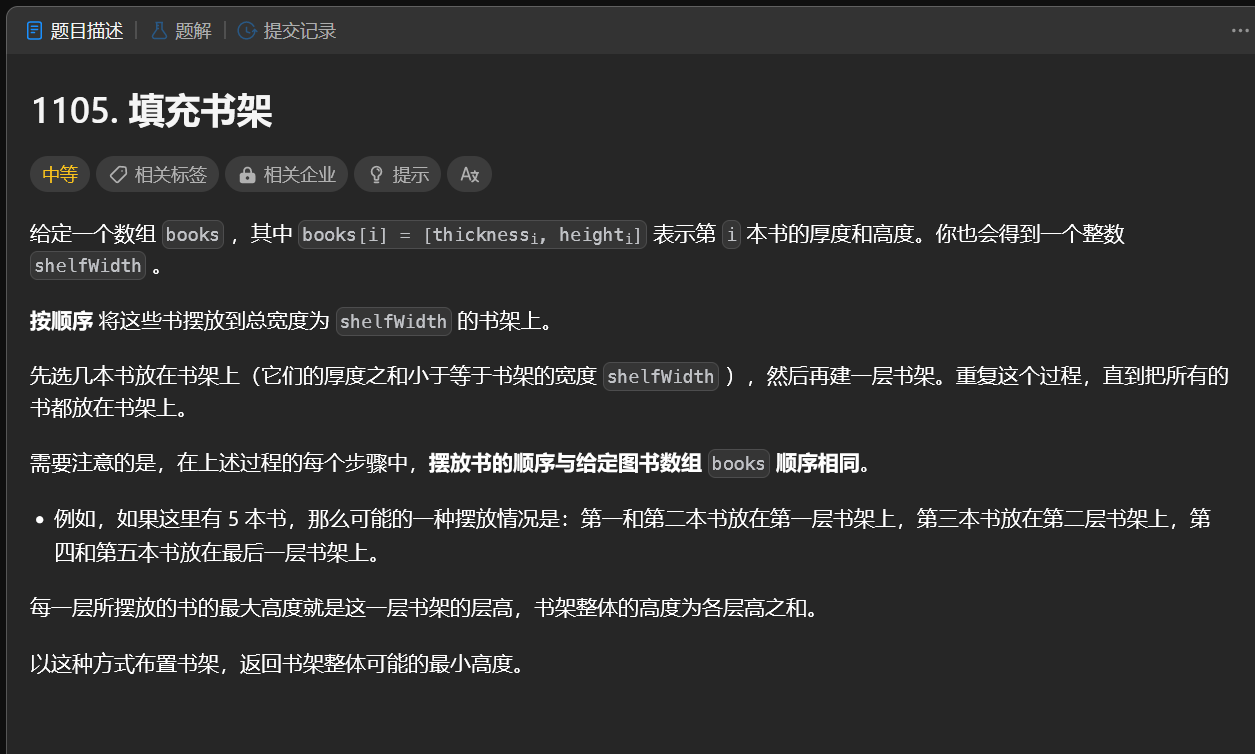 题目描述 | 题解 | 提交记录 ...
1105. 填充书架
中等 相关标签 相关企业 提示 A文
给定一个数组 books ，其中 books[i] = [thicknessᵢ, heightᵢ] 表示第 i 本书的厚度和高度。你也会得到一个整数
shelfWidth 。
按顺序 将这些书摆放到总宽度为 shelfWidth 的书架上。
先选几本书放在书架上（它们的厚度之和小于等于书架的宽度 shelfWidth ），然后再建一层书架。重复这个过程，直到把所有的
书都放在书架上。
需要注意的是，在上述过程的每个步骤中，摆放书的顺序与给定图书数组 books 顺序相同。
• 例如，如果这里有 5 本书，那么可能的一种摆放情况是：第一和第二本书放在第一层书架上，第三本书放在第二层书架上，第
四和第五本书放在最后一层书架上。
每一层所摆放的书的最大高度就是这一层书架的层高，书架整体的高度为各层高之和。
以这种方式布置书架，返回书架整体可能的最小高度。